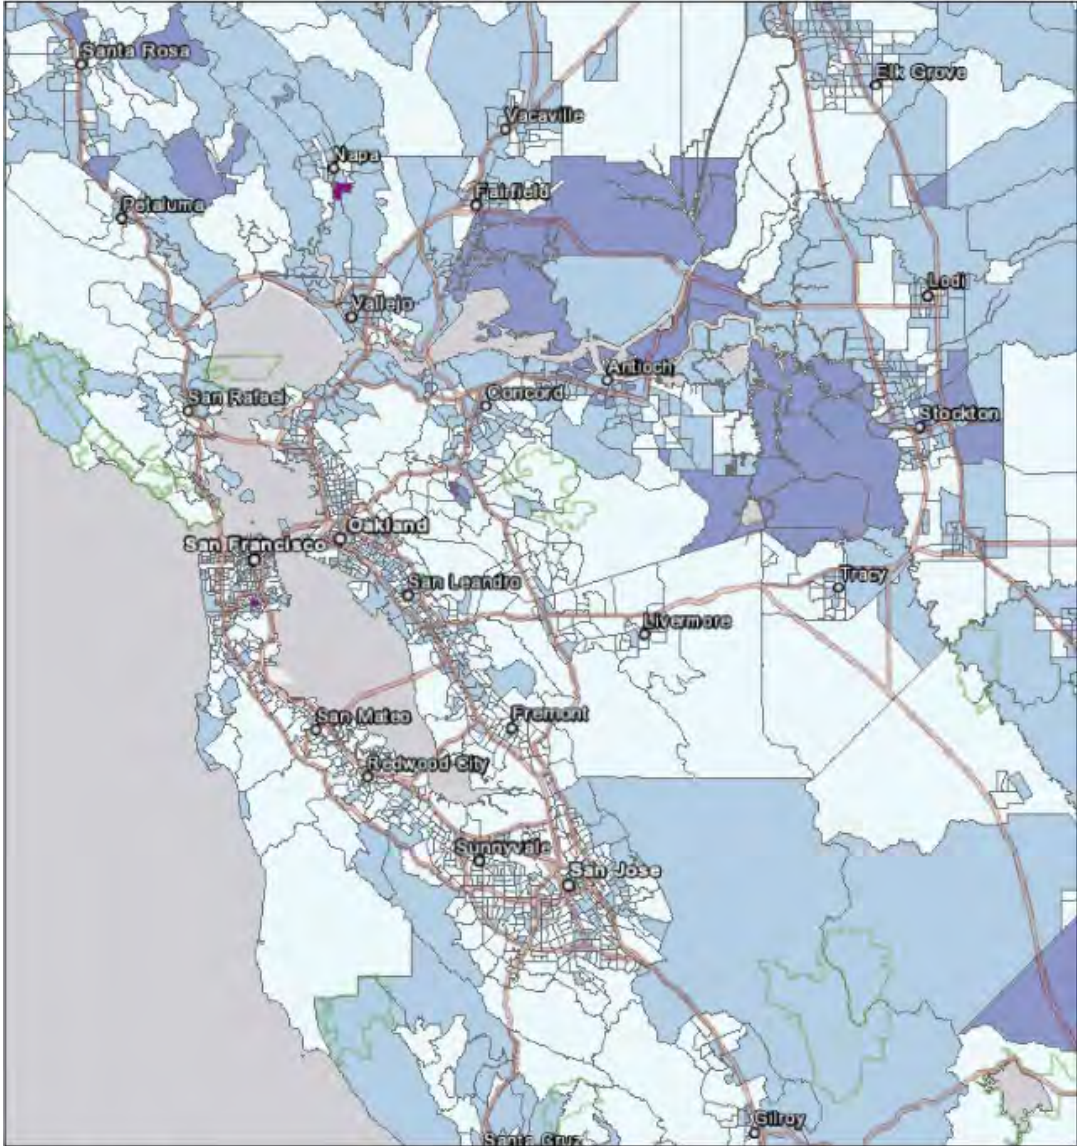 Santa Rosa
Elk Grove
Vacaville
Napa
Fairfield
Petaluma
Lodi
Vallejo
Antioch
Concord
San Rafael
Stockton
Oakland
San Francisco
Tracy
San Leandro
Livermore
San Mateo
Fremont
Redwood City
Sunnyvale
San Jose
Gilroy
Santa Cruz